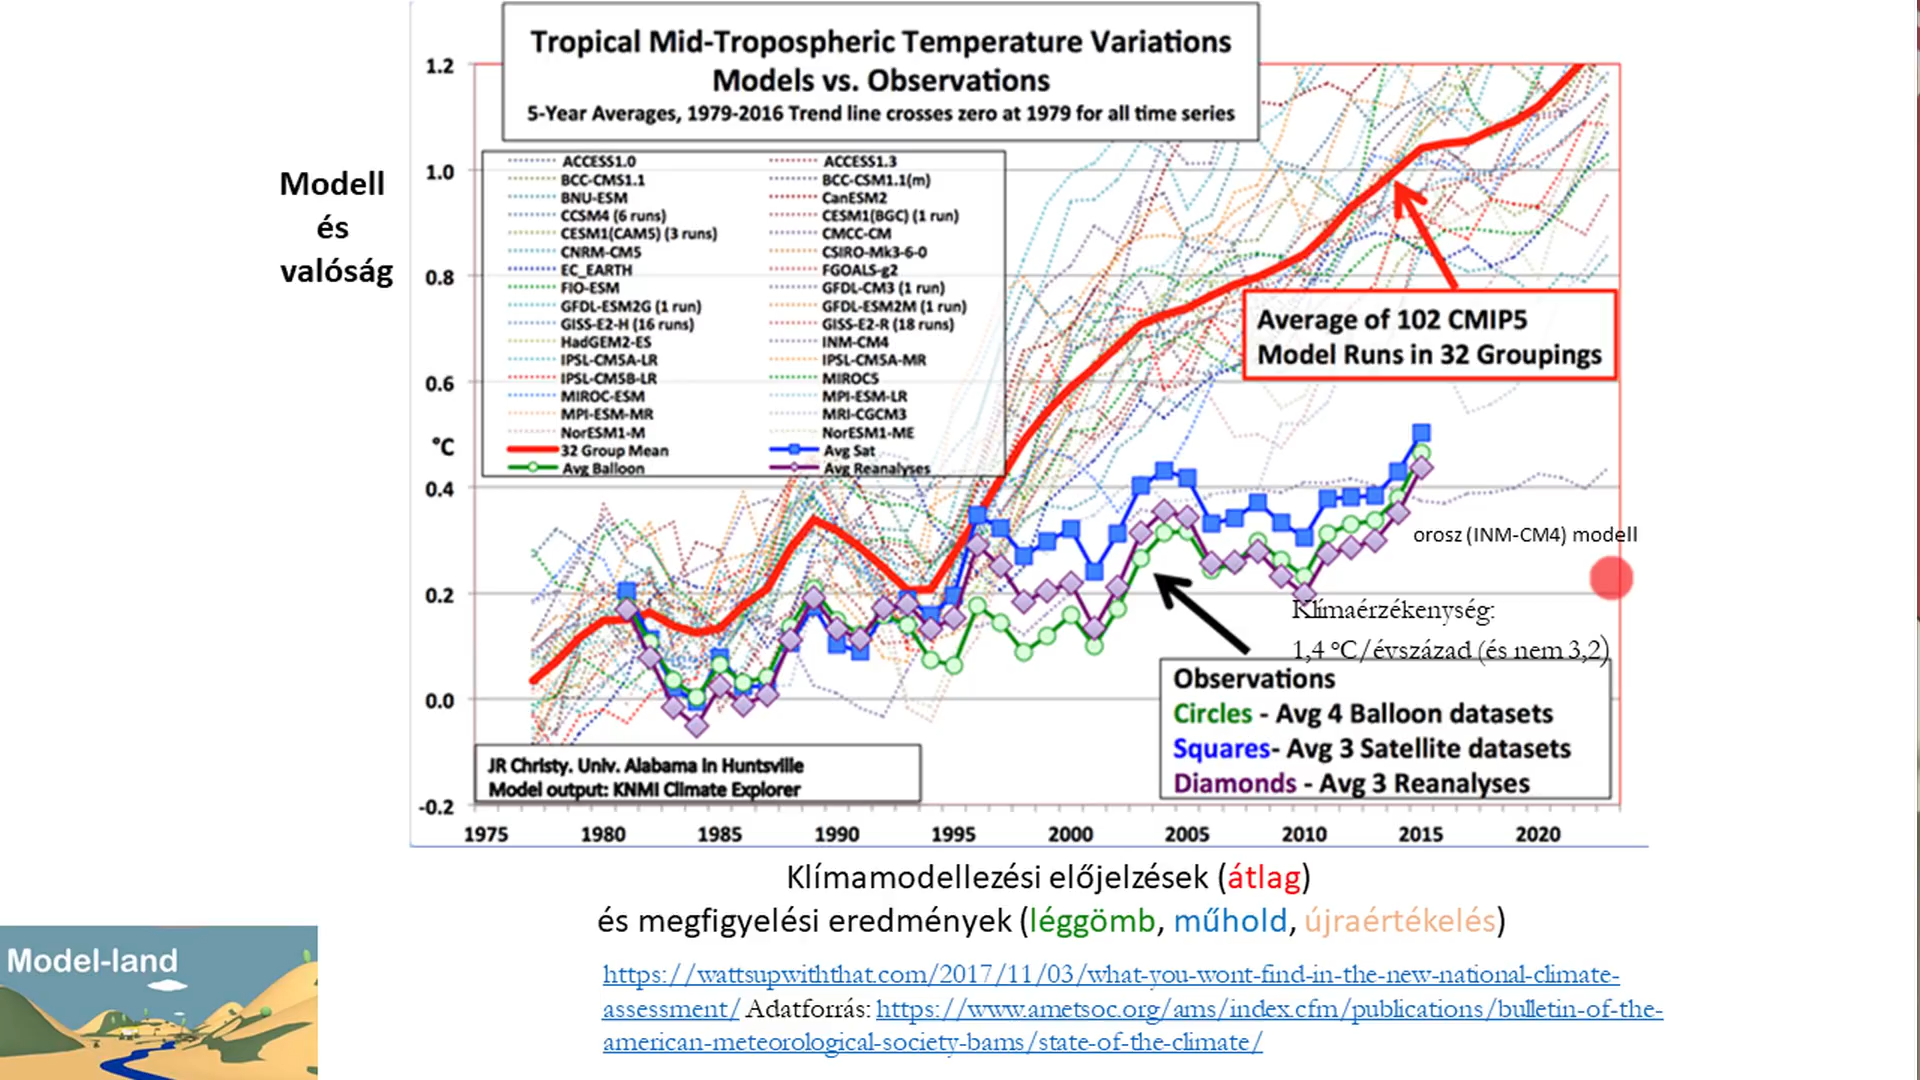 Tropical Mid-Tropospheric Temperature Variations
Models vs. Observations
5-Year Averages, 1979-2016 Trend line crosses zero at 1979 for all time series
Modell
és
valóság
1.2
1.0
0.8
0.6
°C
0.4
0.2
0.0
-0.2
ACCESS1.0 ACCESS1.3
BCC-CMS1.1 BCC-CSM1.1(m)
BNU-ESM CanESM2
CCSM4 (6 runs) CESM1(BGC) (1 run)
CESM1(CAM5) (3 runs) CMCC-CM
CNRM-CM5 CSIRO-Mk3-6-0
EC_EARTH FGOALS-g2
FIO-ESM GFDL-CM3 (1 run)
GFDL-ESM2G (1 run) GFDL-ESM2M (1 run)
GISS-E2-H (16 runs) GISS-E2-R (18 runs)
HadGEM2-ES INM-CM4
IPSL-CM5A-LR IPSL-CM5A-MR
IPSL-CM5B-LR MIROC5
MIROC-ESM MPI-ESM-LR
MPI-ESM-MR MRI-CGCM3
NorESM1-M NorESM1-ME
32 Group Mean Avg Sat
Avg Balloon Avg Reanalyses
Average of 102 CMIP5
Model Runs in 32 Groupings
orosz (INM-CM4) modell
Klímaérzékenység:
1,4 °C/évszázad (és nem 3,2)
Observations
Circles - Avg 4 Balloon datasets
Squares- Avg 3 Satellite datasets
Diamonds - Avg 3 Reanalyses
JR Christy. Univ. Alabama in Huntsville
Model output: KNMI Climate Explorer
1975 1980 1985 1990 1995 2000 2005 2010 2015 2020
Klímamodellezési előjelzések (átlag)
és megfigyelési eredmények (léggömb, műhold, újraértékelés)
Model-land
https://wattsupwiththat.com/2017/11/03/what-you-wont-find-in-the-new-national-climate-
assessment/ Adatforrás: https://www.ametsoc.org/ams/index.cfm/publications/bulletin-of-the-
american-meteorological-society-bams/state-of-the-climate/